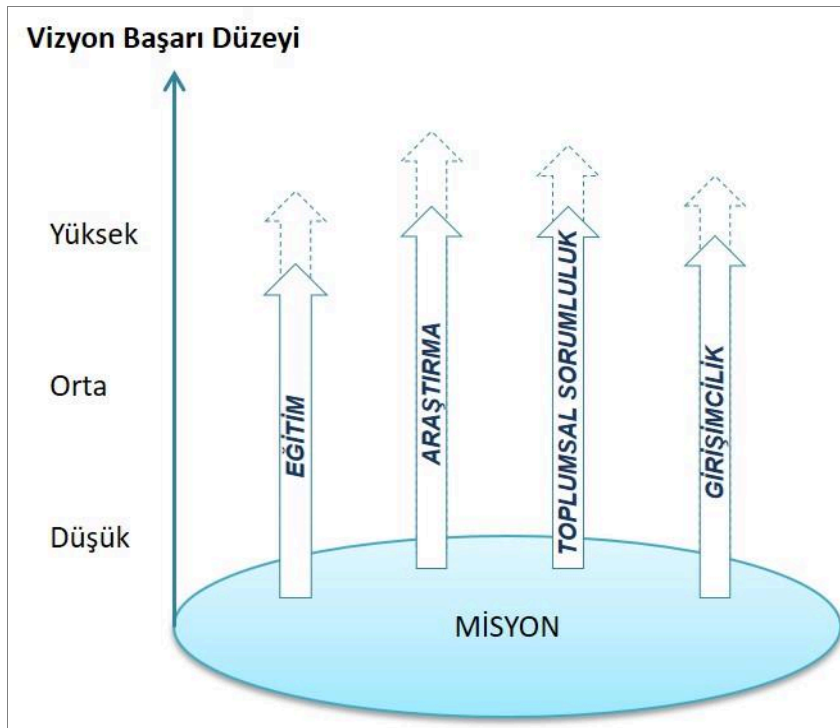 Vizyon Başarı Düzeyi
Yüksek
Orta
Düşük
EĞİTİM
ARAŞTIRMA
TOPLUMSAL SORUMLULUK
GİRİŞİMCİLİK
MİSYON